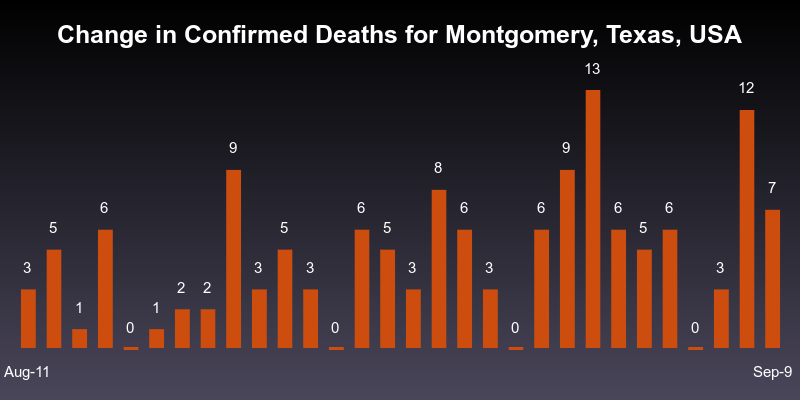 Change in Confirmed Deaths for Montgomery, Texas, USA
3 5 1 6 0 1 2 2 9 3 5 3 0 6 5 3 8 6 3 0 6 9 13 6 5 6 0 3 12 7
Aug-11 Sep-9